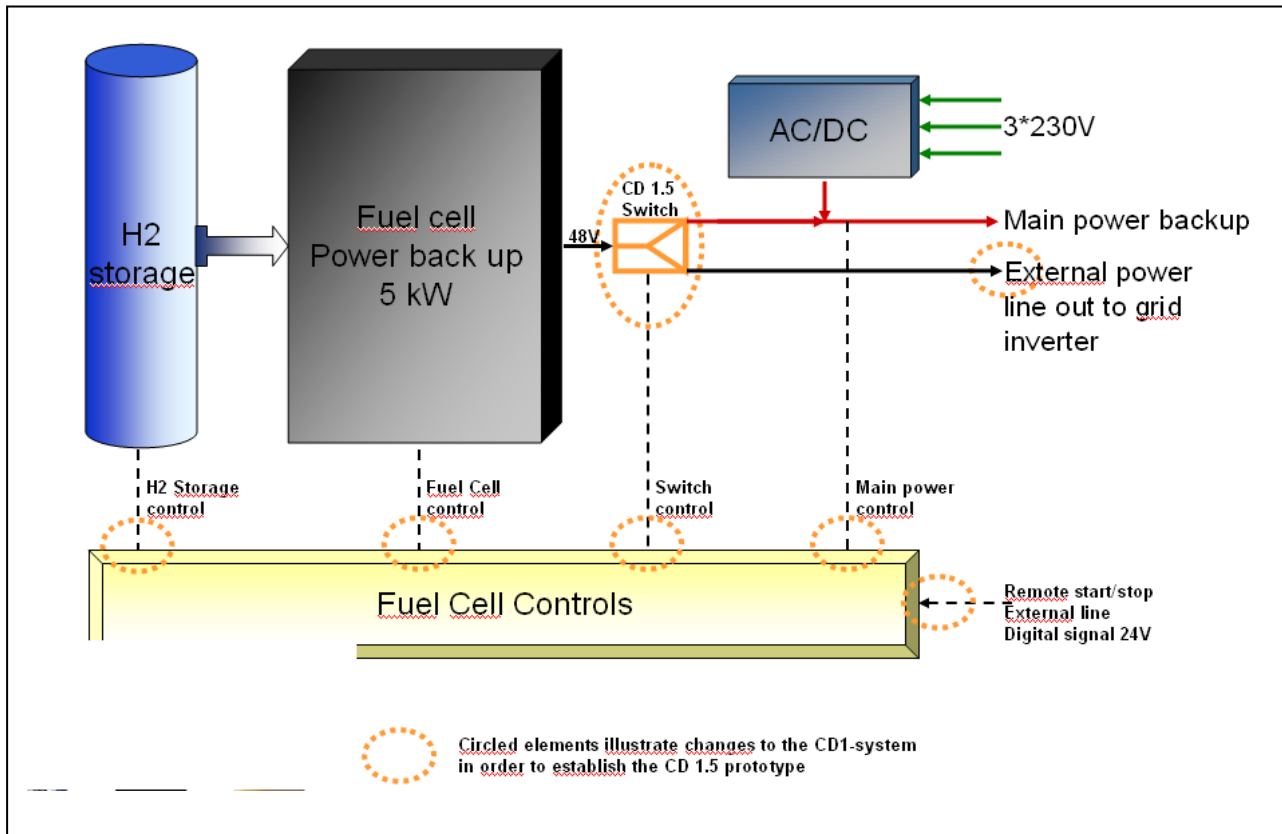 H2
storage
Fuel cell
Power back up
5 kW
48V
CD 1.5
Switch
AC/DC
3*230V
Main power backup
External power
line out to grid
inverter
H2 Storage
control
Fuel Cell
control
Switch
control
Main power
control
Fuel Cell Controls
Remote start/stop
External line
Digital signal 24V
Circled elements illustrate changes to the CD1-system
in order to establish the CD 1.5 prototype